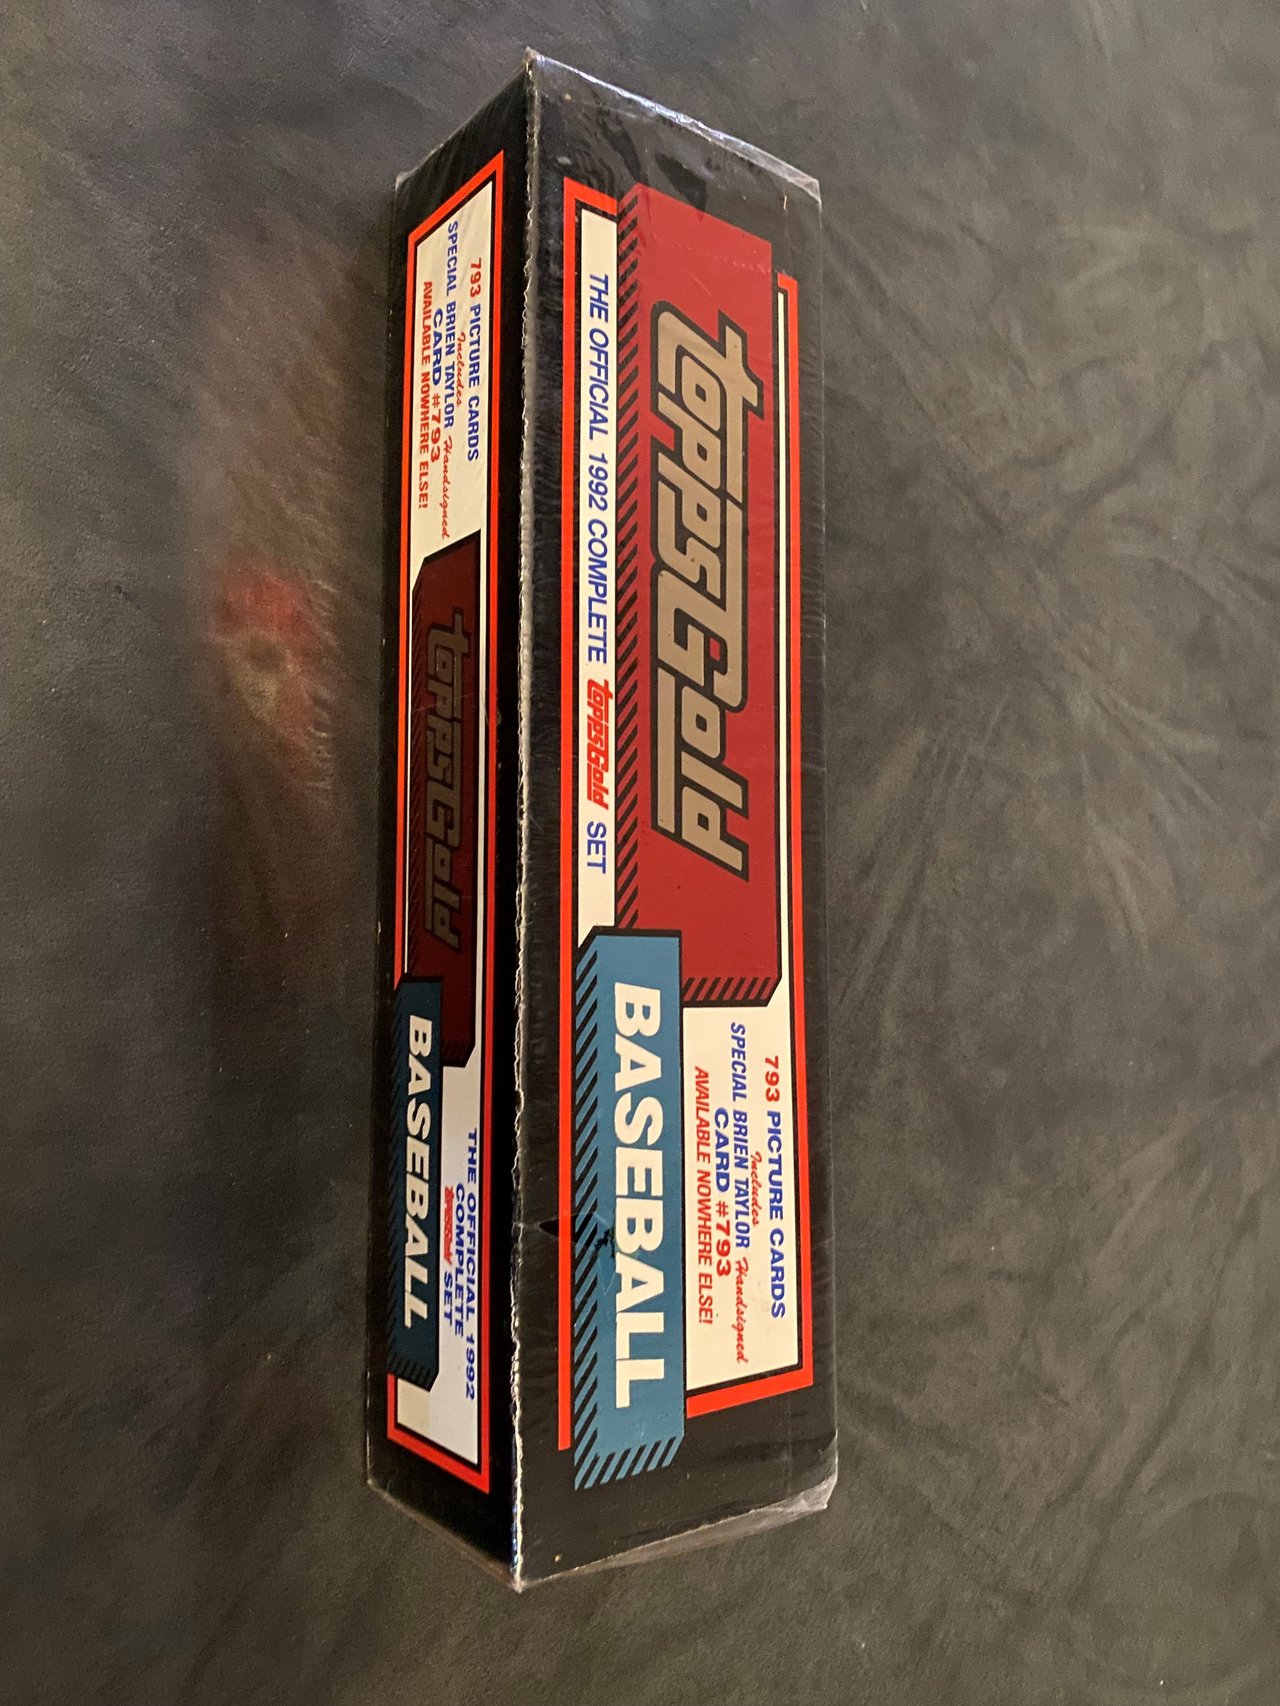 ToppsGold
THE OFFICIAL 1992 COMPLETE ToppsGold SET
BASEBALL
793 PICTURE CARDS
Includes
SPECIAL BRIEN TAYLOR Handsigned
CARD #793
AVAILABLE NOWHERE ELSE!
793 PICTURE CARDS
Includes
SPECIAL BRIEN TAYLOR Handsigned
CARD #793
AVAILABLE NOWHERE ELSE!
ToppsGold
BASEBALL
THE OFFICIAL 1992
COMPLETE
ToppsGold SET